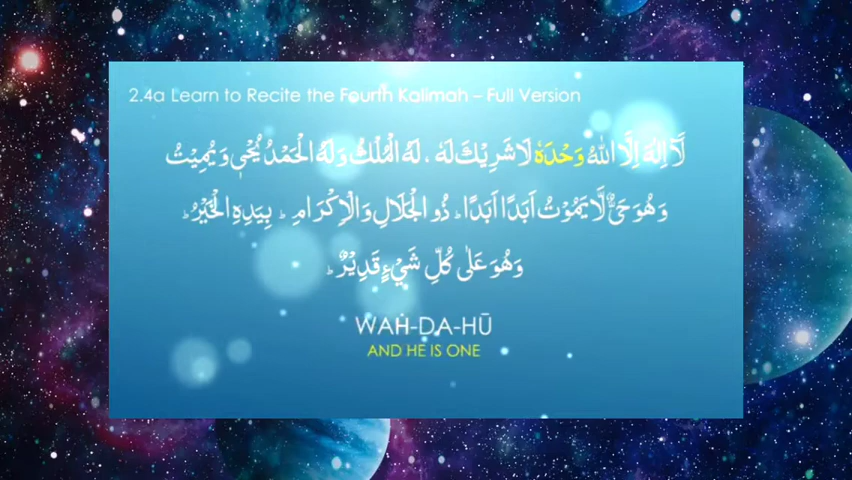 2.4a Learn to Recite the Fourth Kalimah – Full Version
لَآ اِلٰهَ اِلَّا اللّٰهُ وَحْدَهٗ لَا شَرِيْكَ لَهٗ ، لَهُ الْمُلْكُ وَلَهُ الْحَمْدُ يُحْيٖ وَيُمِيْتُ
وَهُوَ حَيٌّ لَّا يَمُوْتُ اَبَدًا اَبَدًا ؕ ذُو الْجَلَالِ وَالْاِكْرَامِ ؕ بِيَدِهِ الْخَيْرُ ؕ
وَهُوَ عَلٰى كُلِّ شَيْءٍ قَدِيْرٌ ؕ
WAḢ-DA-HŪ
AND HE IS ONE